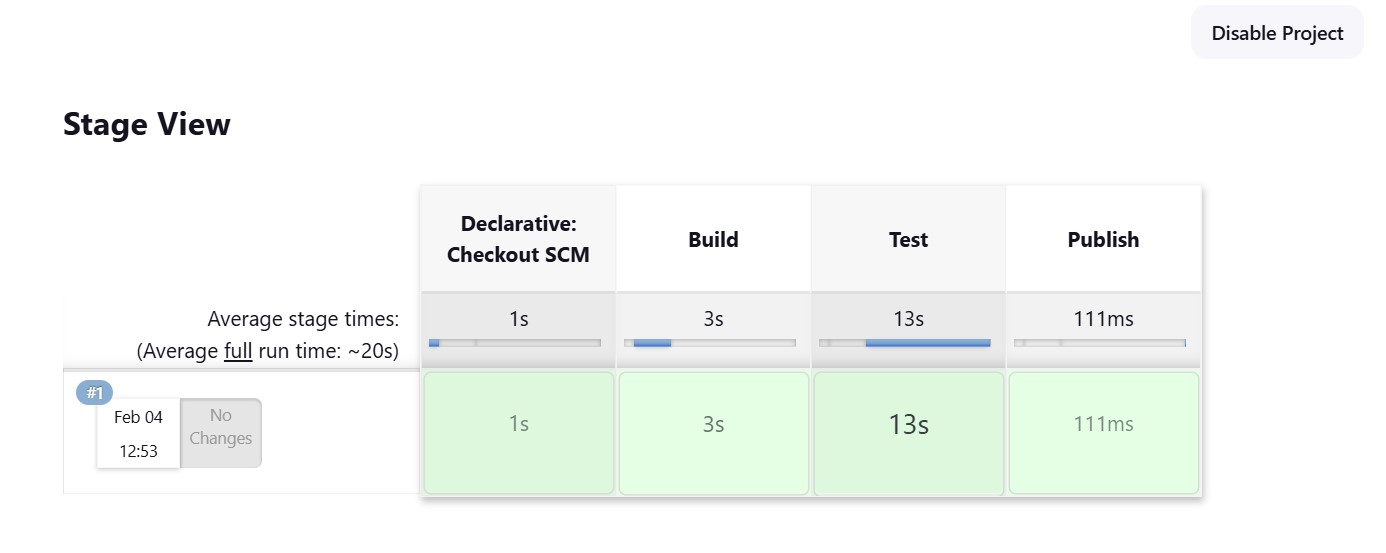 Disable Project
Stage View
Declarative:
Checkout SCM
Build
Test
Publish
Average stage times:
1s
3s
13s
111ms
(Average full run time: ~20s)
#1
Feb 04
12:53
No
Changes
1s
3s
13s
111ms